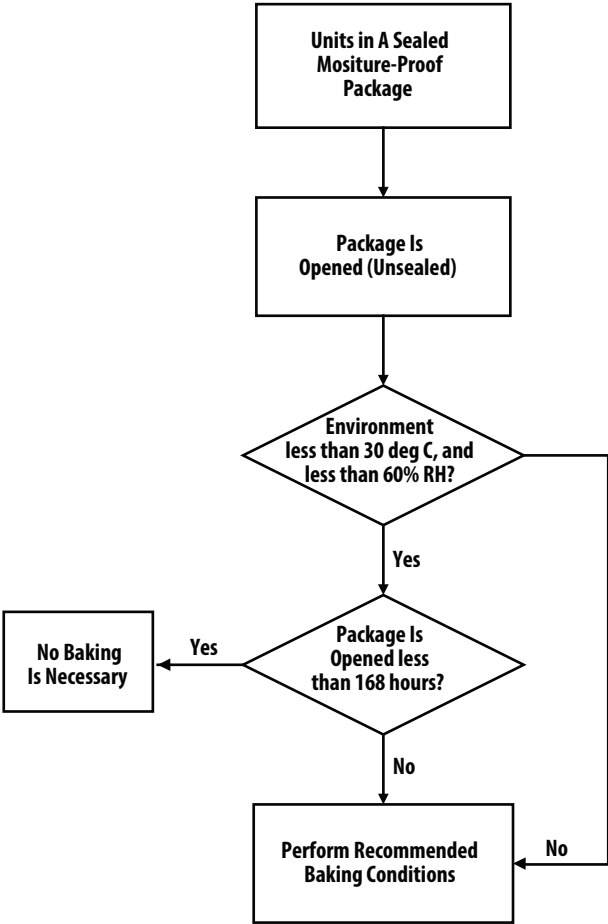 Units in A Sealed
Mositure-Proof
Package
Package Is
Opened (Unsealed)
Environment
less than 30 deg C, and
less than 60% RH?
Yes
Package Is
Opened less
than 168 hours?
Yes
No Baking
Is Necessary
No
Perform Recommended
Baking Conditions
No